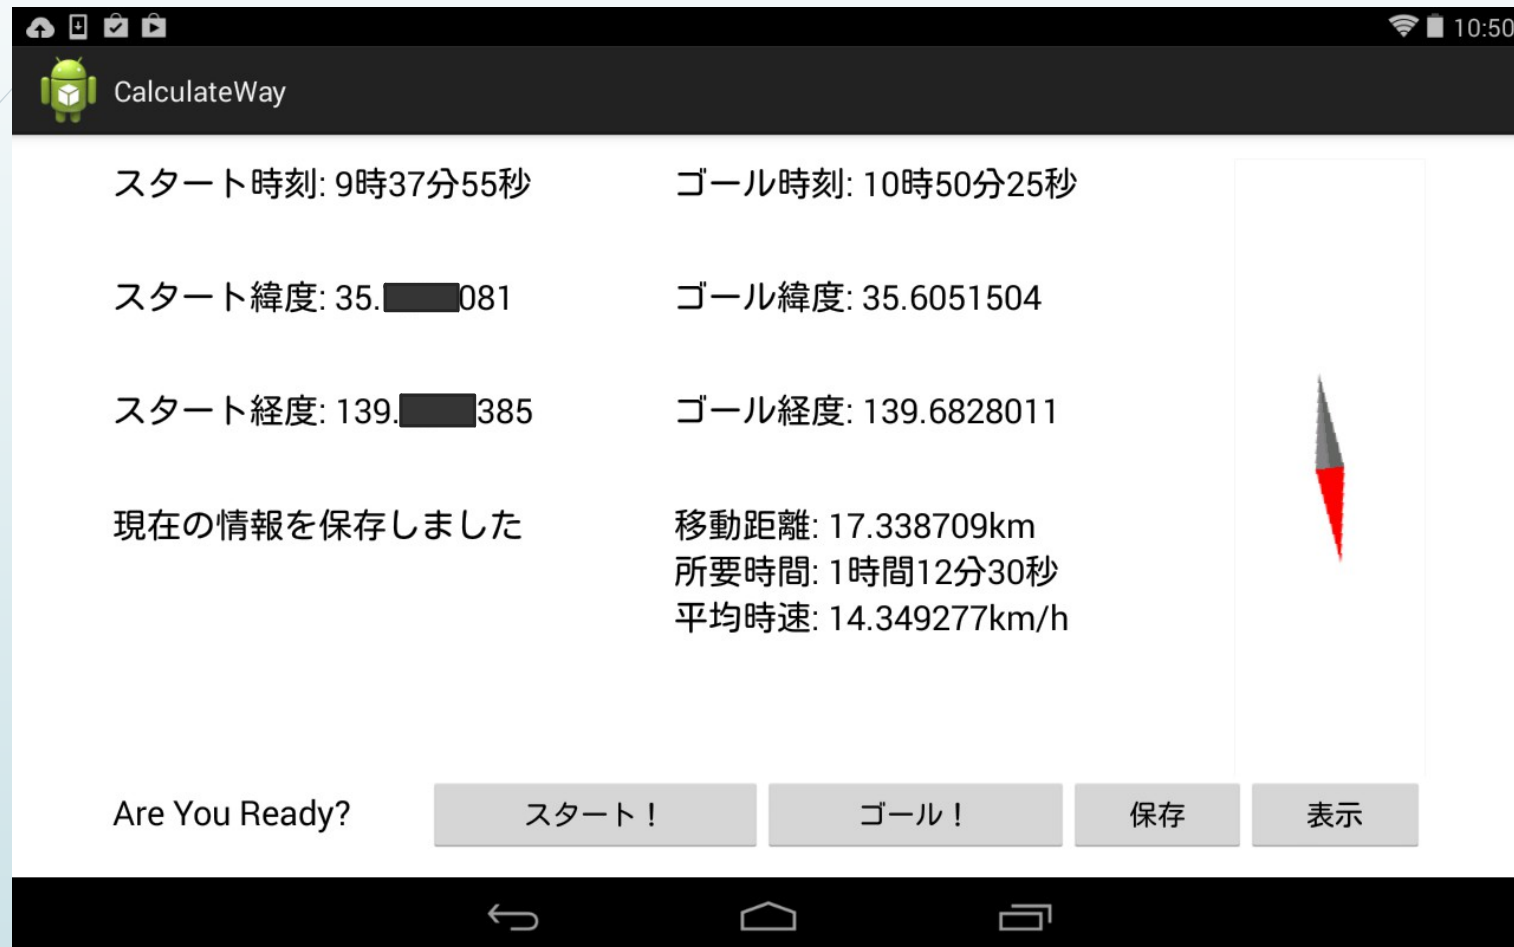 10:50
CalculateWay
スタート時刻: 9時37分55秒
ゴール時刻: 10時50分25秒
スタート緯度: 35.081
ゴール緯度: 35.6051504
スタート経度: 139.385
ゴール経度: 139.6828011
現在の情報を保存しました
移動距離: 17.338709km
所要時間: 1時間12分30秒
平均時速: 14.349277km/h
Are You Ready?
スタート！
ゴール！
保存
表示